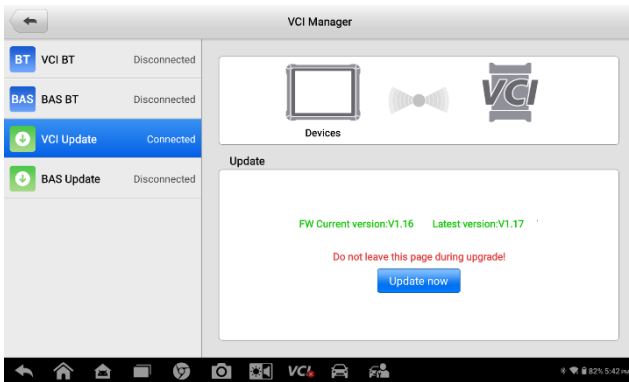 VCI Manager
BT VCI BT Disconnected
BAS BAS BT Disconnected
VCI Update Connected
BAS Update Disconnected
VCI
Devices
Update
FW Current version:V1.16 Latest version:V1.17
Do not leave this page during upgrade!
Update now
VCI 82% 5:42 PM